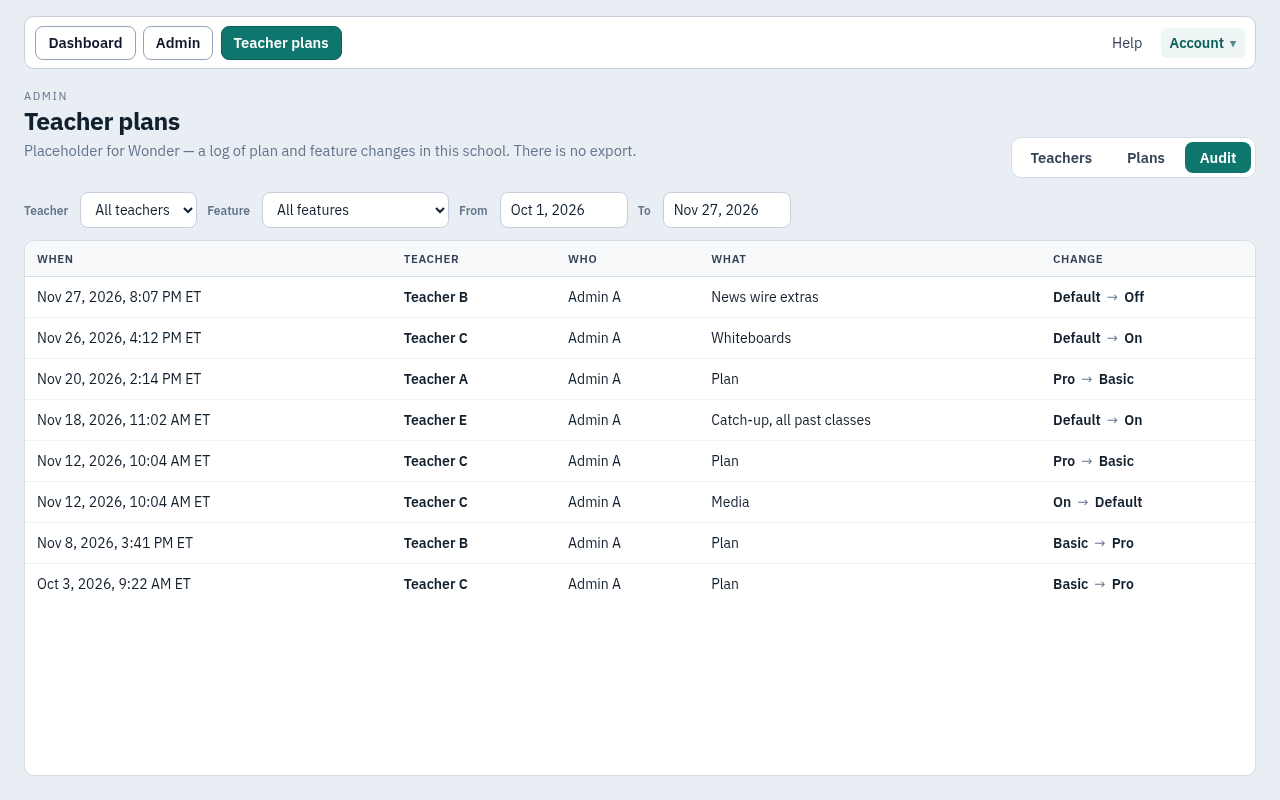 Dashboard Admin Teacher plans Help Account ▾
ADMIN
Teacher plans
Placeholder for Wonder — a log of plan and feature changes in this school. There is no export.
Teachers Plans Audit
Teacher All teachers Feature All features From Oct 1, 2026 To Nov 27, 2026
WHEN TEACHER WHO WHAT CHANGE
Nov 27, 2026, 8:07 PM ET Teacher B Admin A News wire extras Default → Off
Nov 26, 2026, 4:12 PM ET Teacher C Admin A Whiteboards Default → On
Nov 20, 2026, 2:14 PM ET Teacher A Admin A Plan Pro → Basic
Nov 18, 2026, 11:02 AM ET Teacher E Admin A Catch-up, all past classes Default → On
Nov 12, 2026, 10:04 AM ET Teacher C Admin A Plan Pro → Basic
Nov 12, 2026, 10:04 AM ET Teacher C Admin A Media On → Default
Nov 8, 2026, 3:41 PM ET Teacher B Admin A Plan Basic → Pro
Oct 3, 2026, 9:22 AM ET Teacher C Admin A Plan Basic → Pro